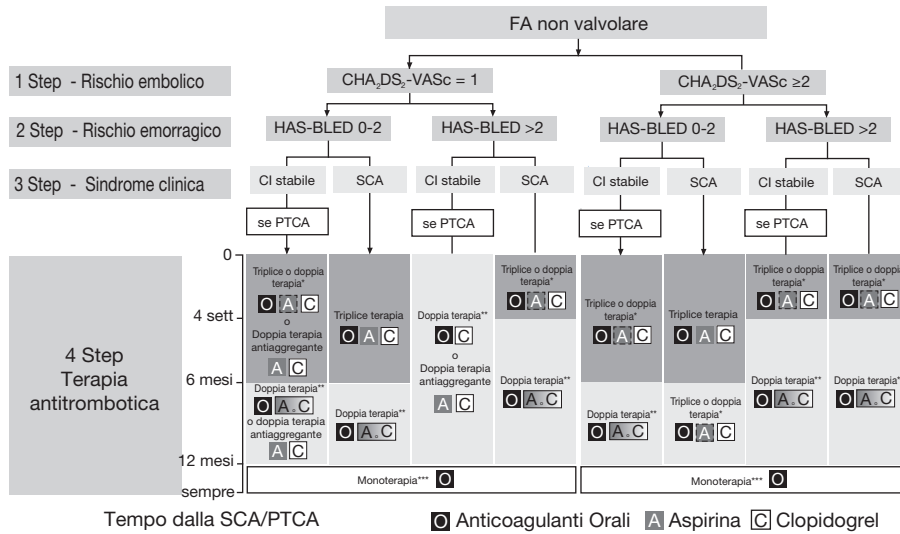 FA non valvolare
1 Step - Rischio embolico
CHA2DS2-VASc = 1
CHA2DS2-VASc ≥2
2 Step - Rischio emorragico
HAS-BLED 0-2
HAS-BLED >2
HAS-BLED 0-2
HAS-BLED >2
3 Step - Sindrome clinica
CI stabile
SCA
CI stabile
SCA
CI stabile
SCA
CI stabile
SCA
se PTCA
se PTCA
se PTCA
se PTCA
4 Step
Terapia
antitrombotica
0
4 sett
6 mesi
12 mesi
sempre
Triplice o doppia
terapia*
O A C
o
Doppia terapia
antiaggregante
A C
Doppia terapia**
O A o C
o doppia terapia
antiaggregante
A C
Triplice terapia
O A C
Doppia terapia**
O A o C
Doppia terapia**
O C
o
Doppia terapia
antiaggregante
A C
Triplice o doppia
terapia*
O A C
Doppia terapia**
O A o C
Triplice o doppia
terapia*
O A C
Doppia terapia**
O A o C
Triplice terapia
O A C
Triplice o doppia
terapia*
O A C
Triplice o doppia
terapia*
O A C
Doppia terapia**
O A o C
Triplice o doppia
terapia*
O A C
Doppia terapia*
O A o C
Monoterapia*** O
Monoterapia*** O
Tempo dalla SCA/PTCA
O Anticoagulanti Orali A Aspirina C Clopidogrel